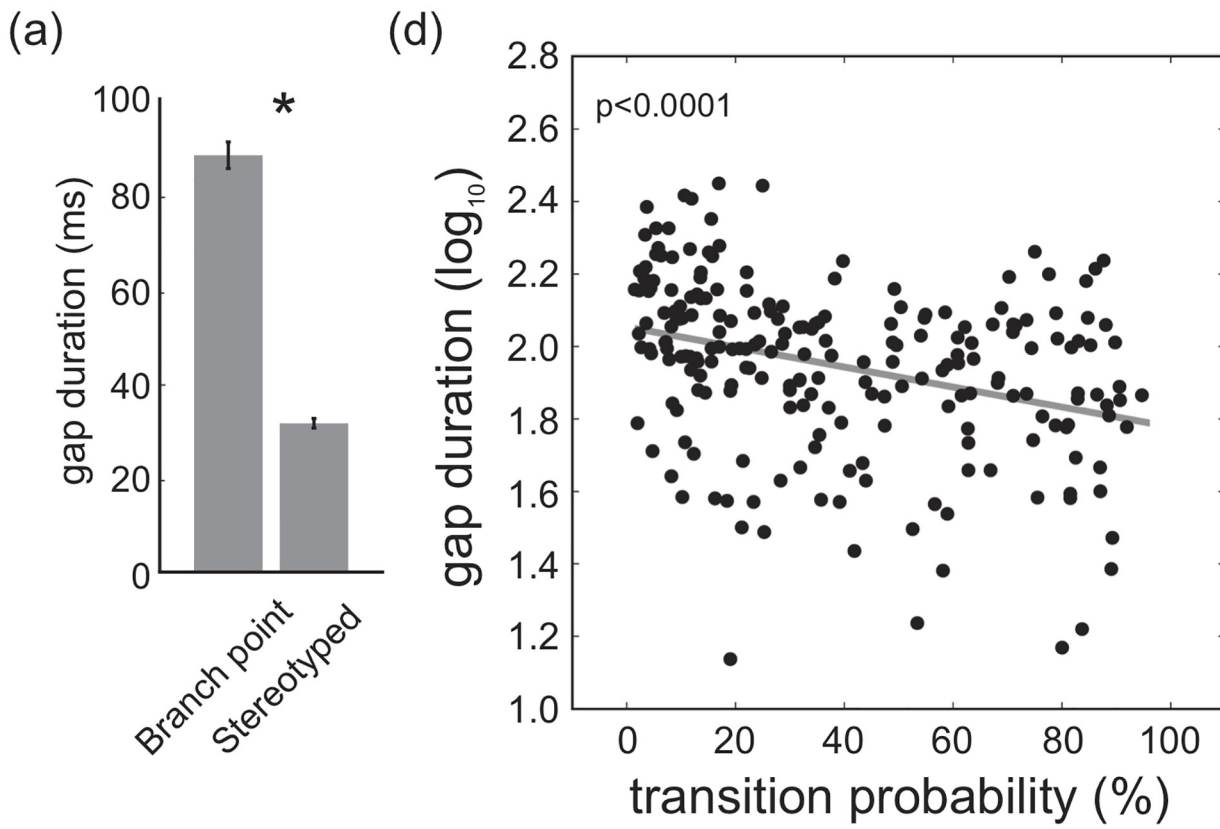 (a)
*
100
80
60
40
20
0
gap duration (ms)
Branch point
Stereotyped
(d)
p<0.0001
2.8
2.6
2.4
2.2
2.0
1.8
1.6
1.4
1.2
1.0
gap duration (log₁₀)
0 20 40 60 80 100
transition probability (%)